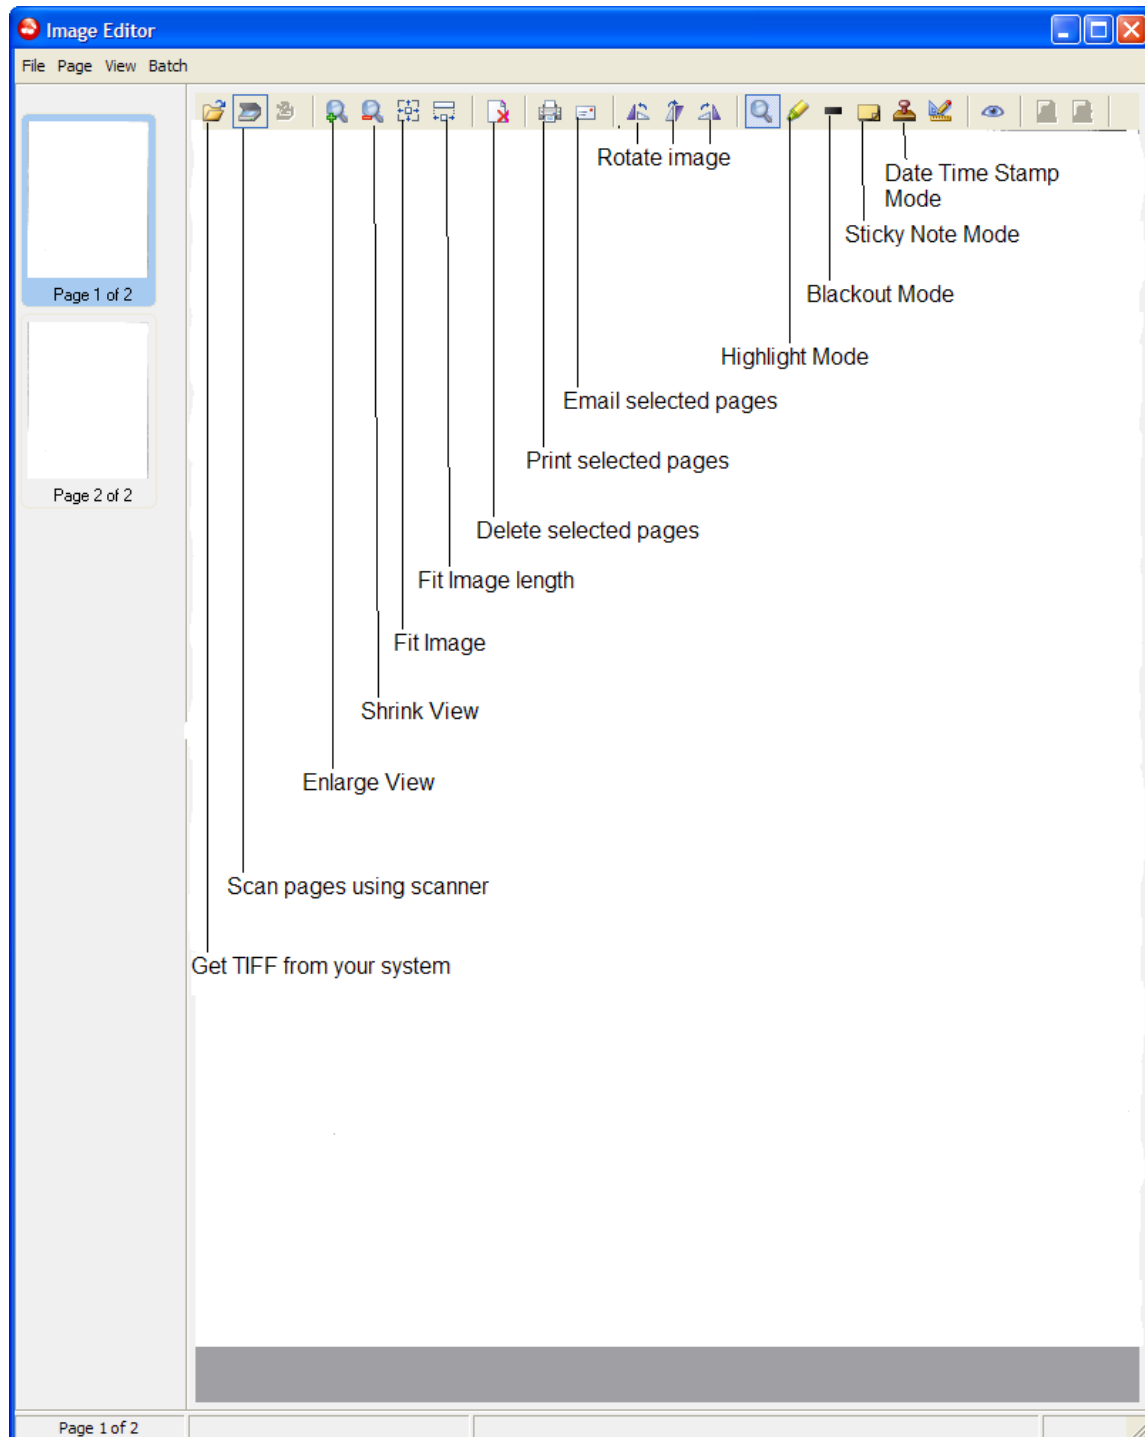 Image Editor
File Page View Batch
Rotate image
Date Time Stamp
Mode
Sticky Note Mode
Page 1 of 2
Blackout Mode
Highlight Mode
Email selected pages
Print selected pages
Page 2 of 2
Delete selected pages
Fit Image length
Fit Image
Shrink View
Enlarge View
Scan pages using scanner
Get TIFF from your system
Page 1 of 2